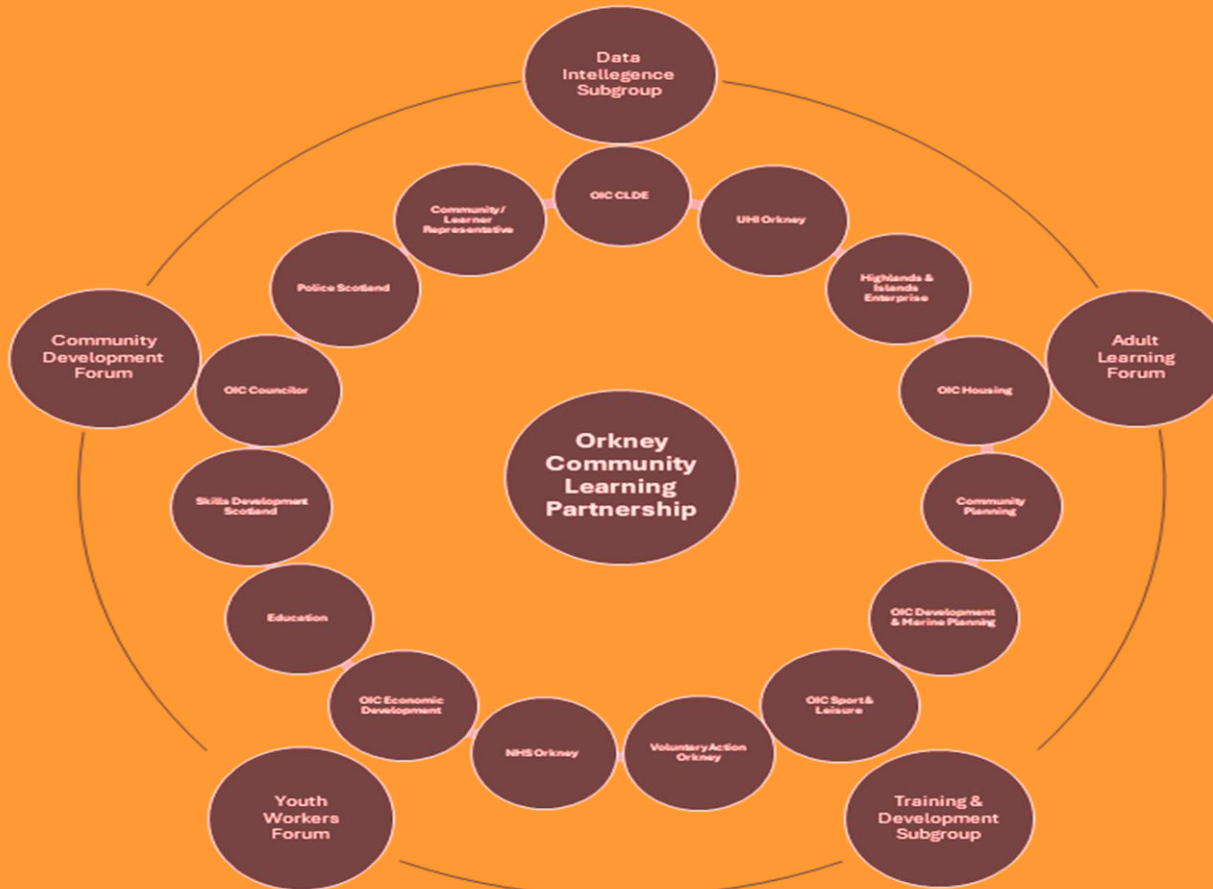 Data
Intellegence
Subgroup
OIC CLDE
Community /
Learner
Representative
UHI Orkney
Police Scotland
Highlands &
Islands
Enterprise
Community
Development
Forum
Adult
Learning
Forum
OIC Councilor
OIC Housing
Orkney
Community
Learning
Partnership
Skills Development
Scotland
Community
Planning
Education
OIC Development
& Marine Planning
OIC Economic
Development
OIC Sport &
Leisure
NHS Orkney
Voluntary Action
Orkney
Youth
Workers
Forum
Training &
Development
Subgroup